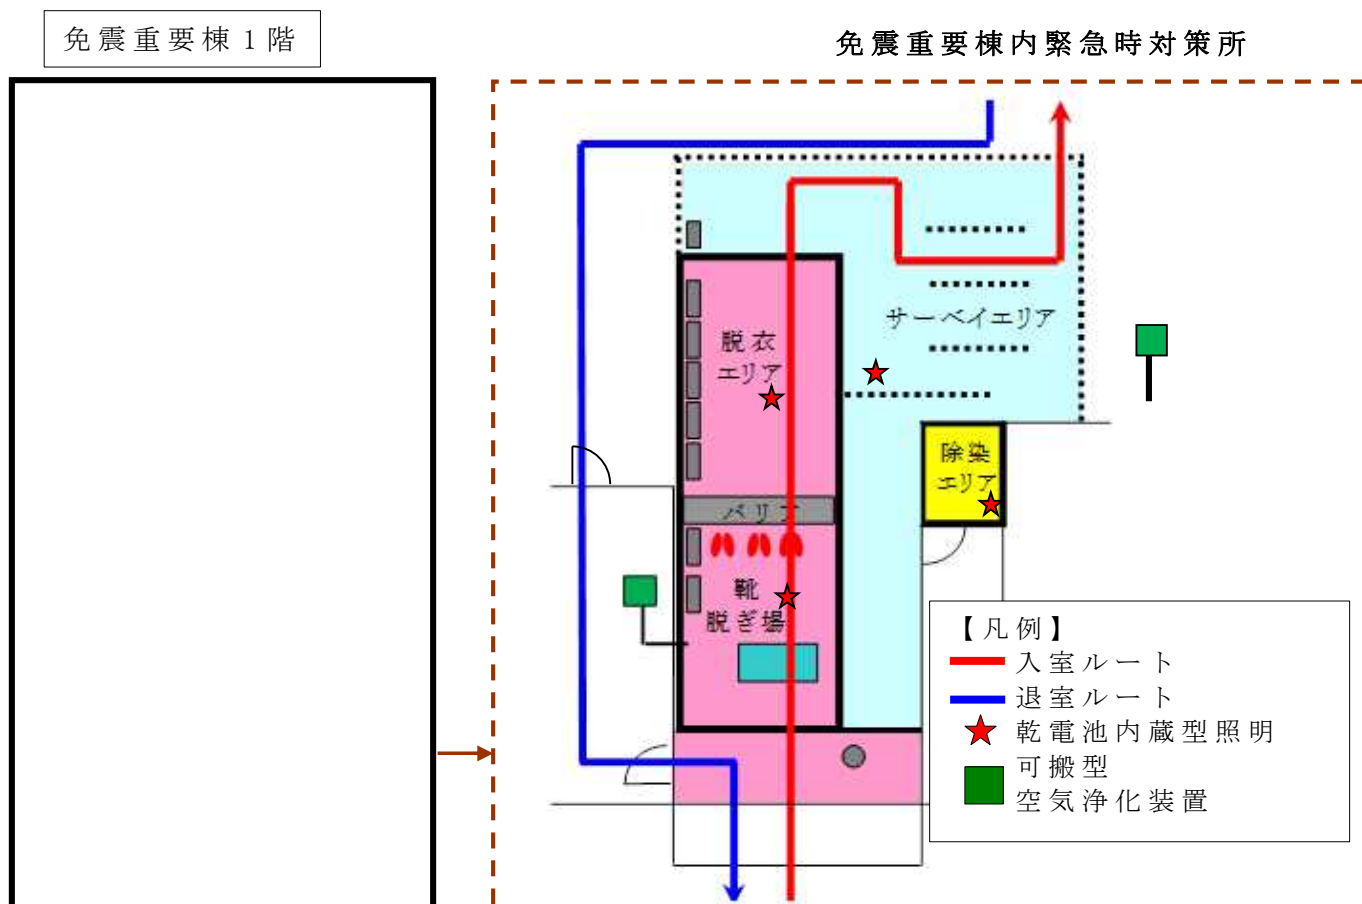 免震重要棟1階
免震重要棟内緊急時対策所
サーベイエリア
脱衣
エリア
除染
エリア
バリア
靴
脱ぎ場
【凡例】
入室ルート
退室ルート
乾電池内蔵型照明
可搬型
空気浄化装置